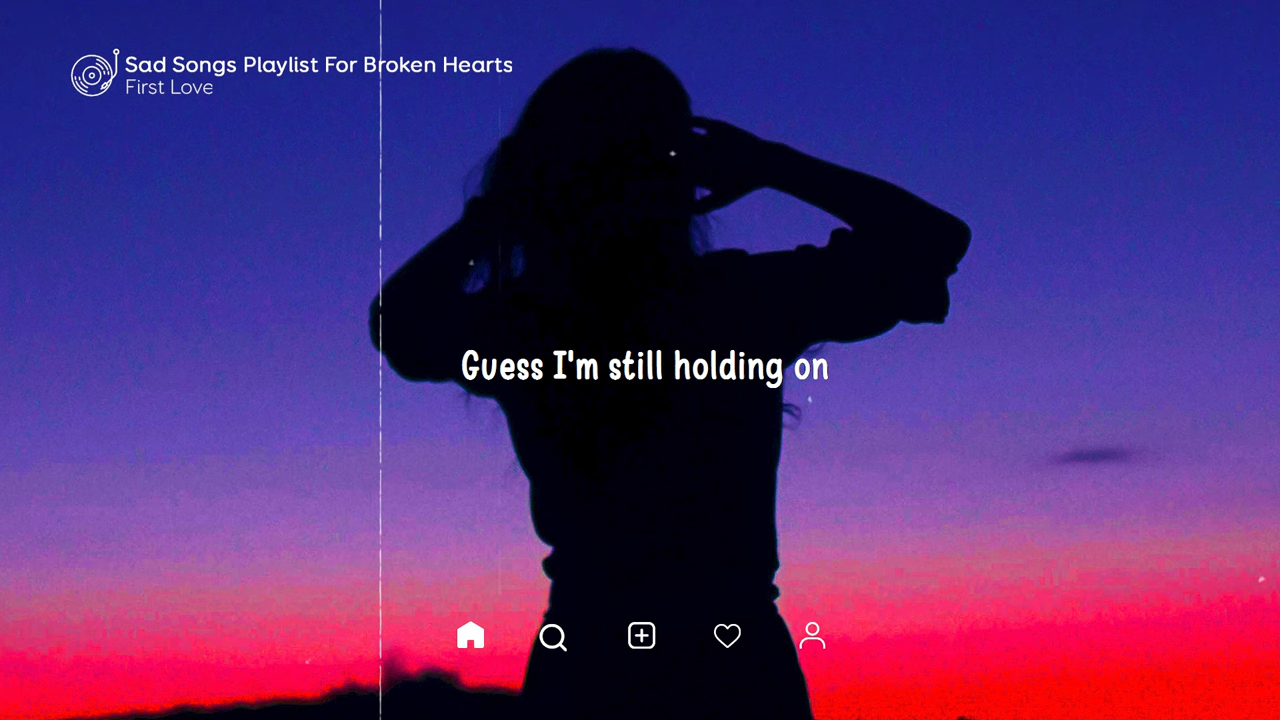 Sad Songs Playlist For Broken Hearts
First Love
Guess I'm still holding on